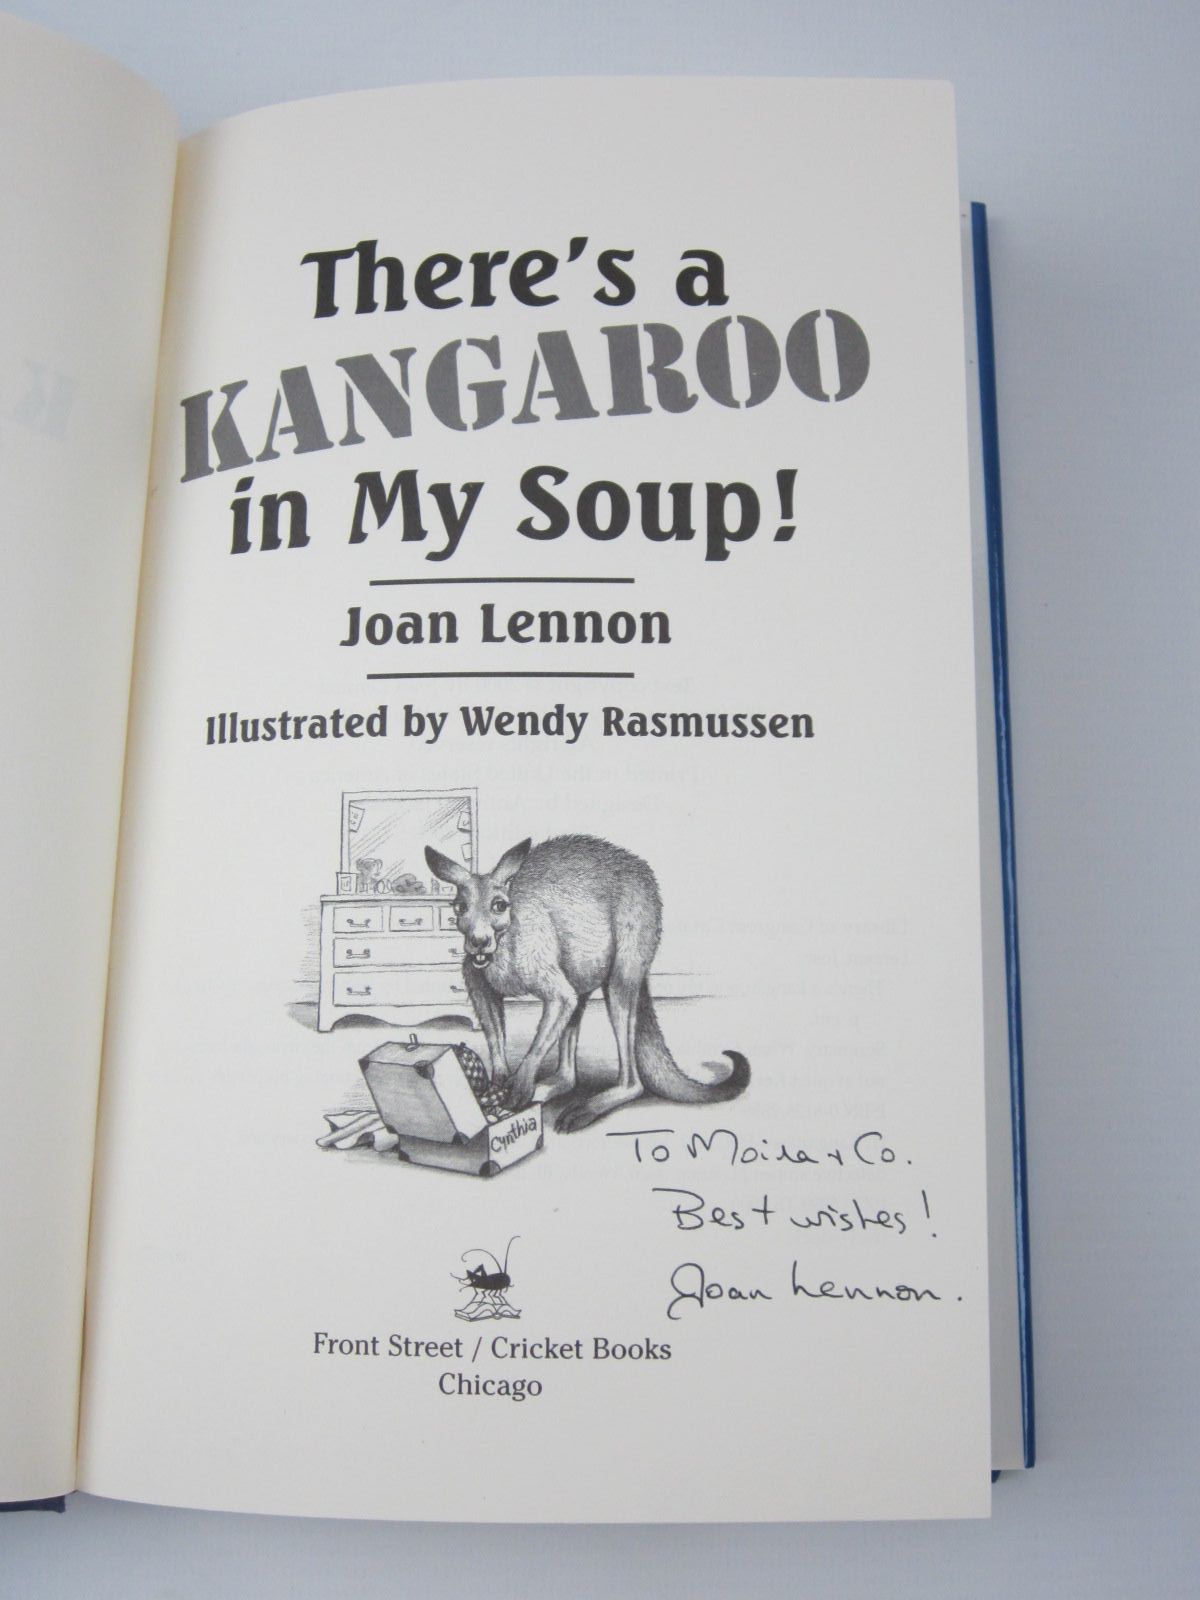 There's a
KANGAROO
in My Soup!
Joan Lennon
Illustrated by Wendy Rasmussen
Cynthia
To Moira + Co.
Best wishes!
Joan Lennon.
Front Street / Cricket Books
Chicago